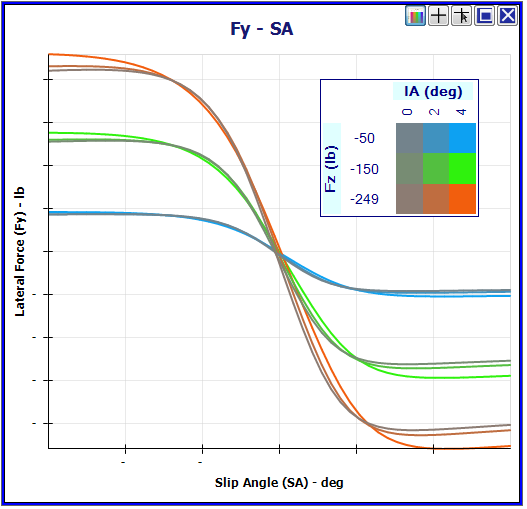 Fy - SA
IA (deg)
0 2 4
Fz (lb)
-50
-150
-249
Lateral Force (Fy) - lb
-
-
-
-
-
-
Slip Angle (SA) - deg